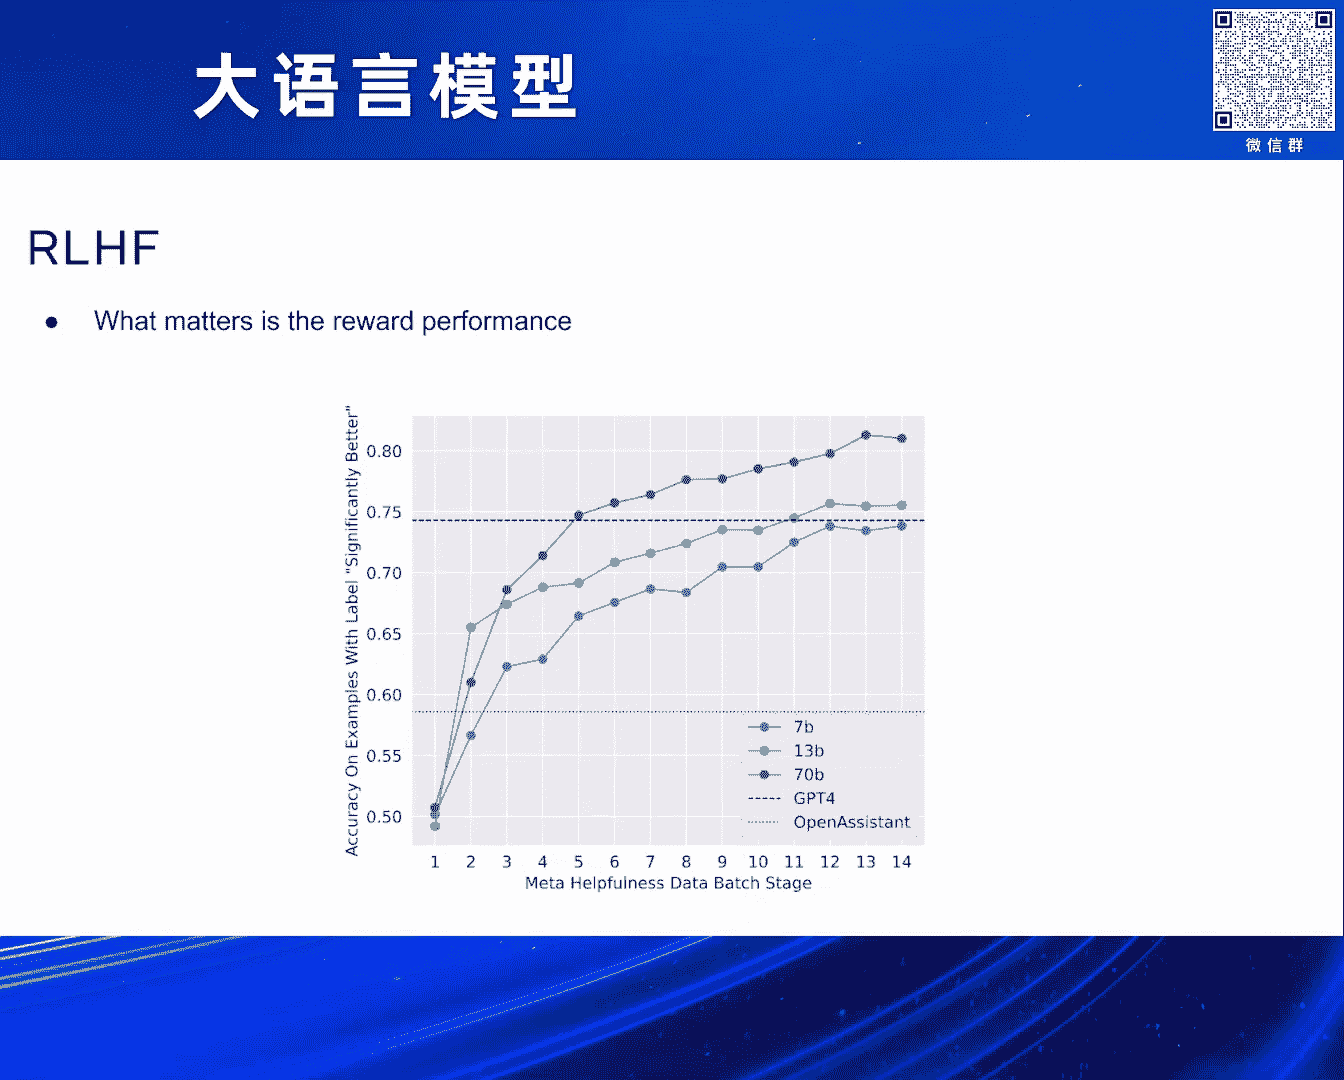 大语言模型
微信群
RLHF
● What matters is the reward performance
Accuracy On Examples With Label "Significantly Better"
0.80
0.75
0.70
0.65
0.60
0.55
0.50
7b
13b
70b
GPT4
OpenAssistant
1 2 3 4 5 6 7 8 9 10 11 12 13 14
Meta Helpfulness Data Batch Stage